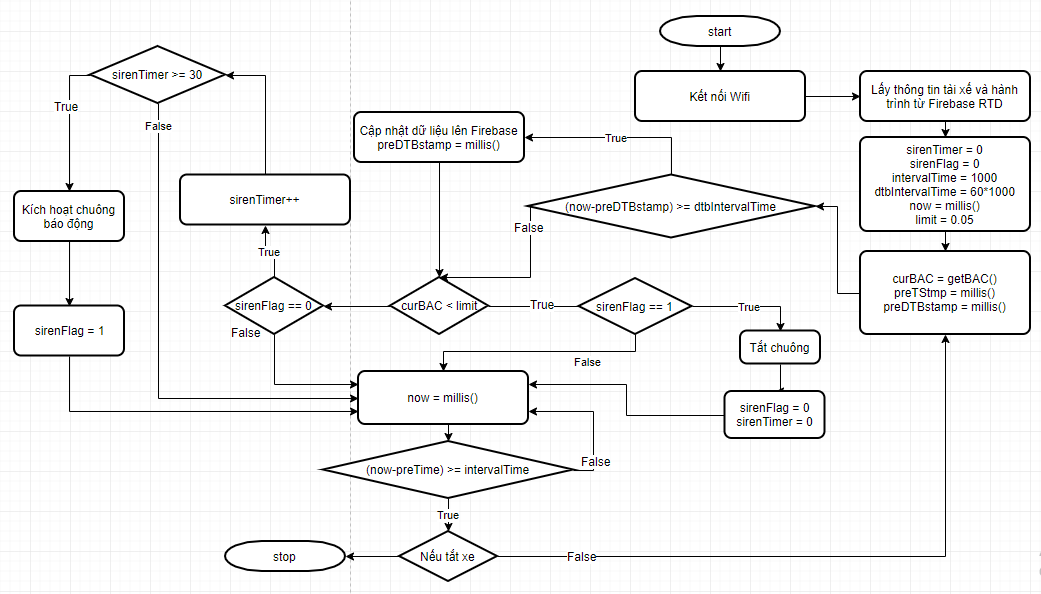 start
Kết nối Wifi
Lấy thông tin tài xế và hành
trình từ Firebase RTD
sirenTimer = 0
sirenFlag = 0
intervalTime = 1000
dtbIntervalTime = 60*1000
now = millis()
limit = 0.05
curBAC = getBAC()
preTStmp = millis()
preDTBstamp = millis()
(now-preDTBstamp) >= dtbIntervalTime
True
False
Cập nhật dữ liệu lên Firebase
preDTBstamp = millis()
curBAC < limit
True
sirenFlag == 1
True
False
Tắt chuông
sirenFlag = 0
sirenTimer = 0
sirenFlag == 0
True
False
sirenTimer++
sirenTimer >= 30
True
False
Kích hoạt chuông
báo động
sirenFlag = 1
now = millis()
(now-preTime) >= intervalTime
False
True
Nếu tắt xe
False
stop